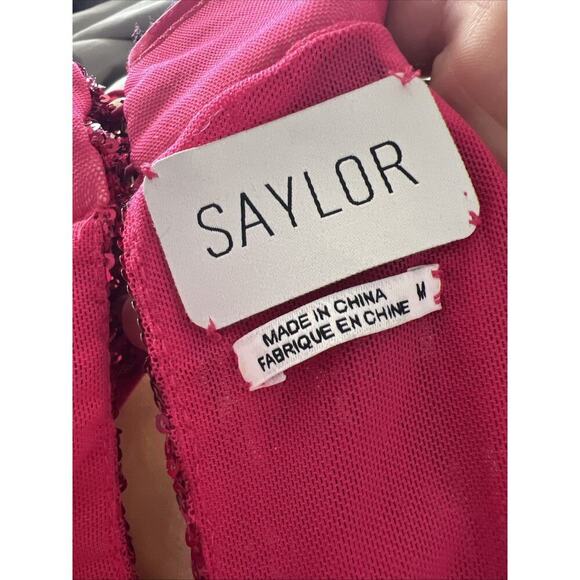 SAYLOR
MADE IN CHINA M
FABRIQUE EN CHINE